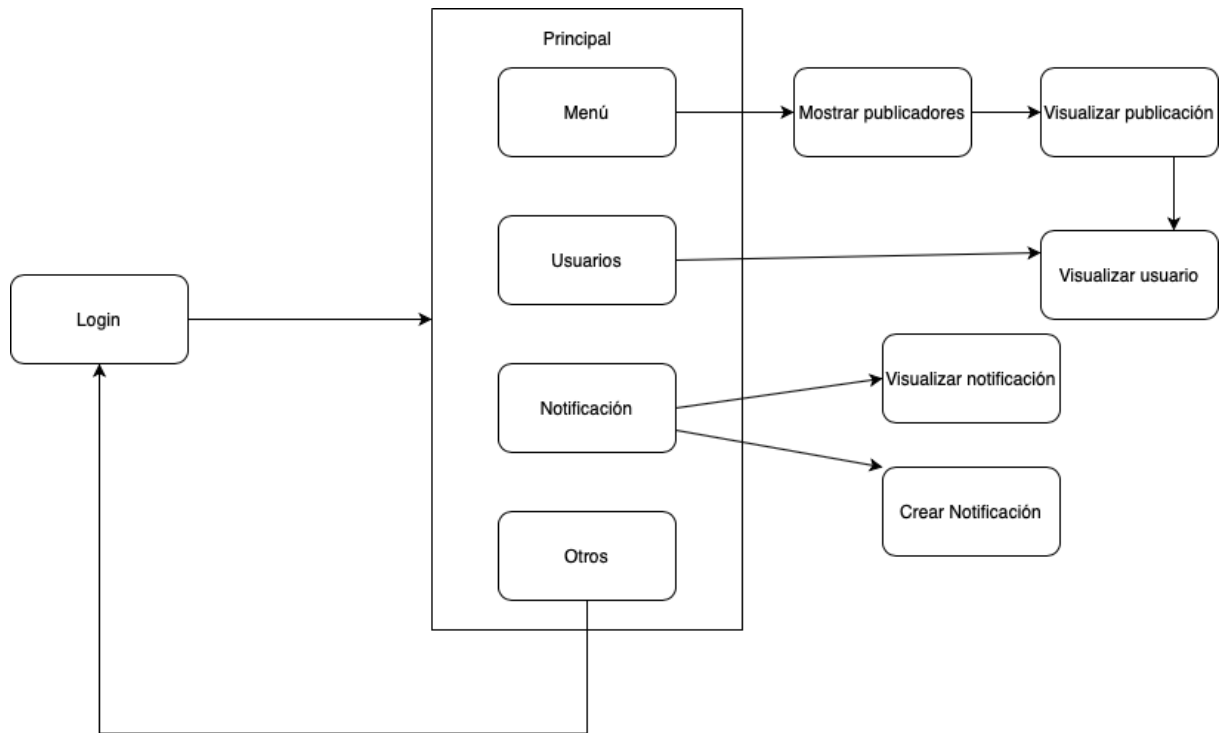 Principal
Menú
Mostrar publicadores
Visualizar publicación
Usuarios
Visualizar usuario
Login
Visualizar notificación
Notificación
Crear Notificación
Otros